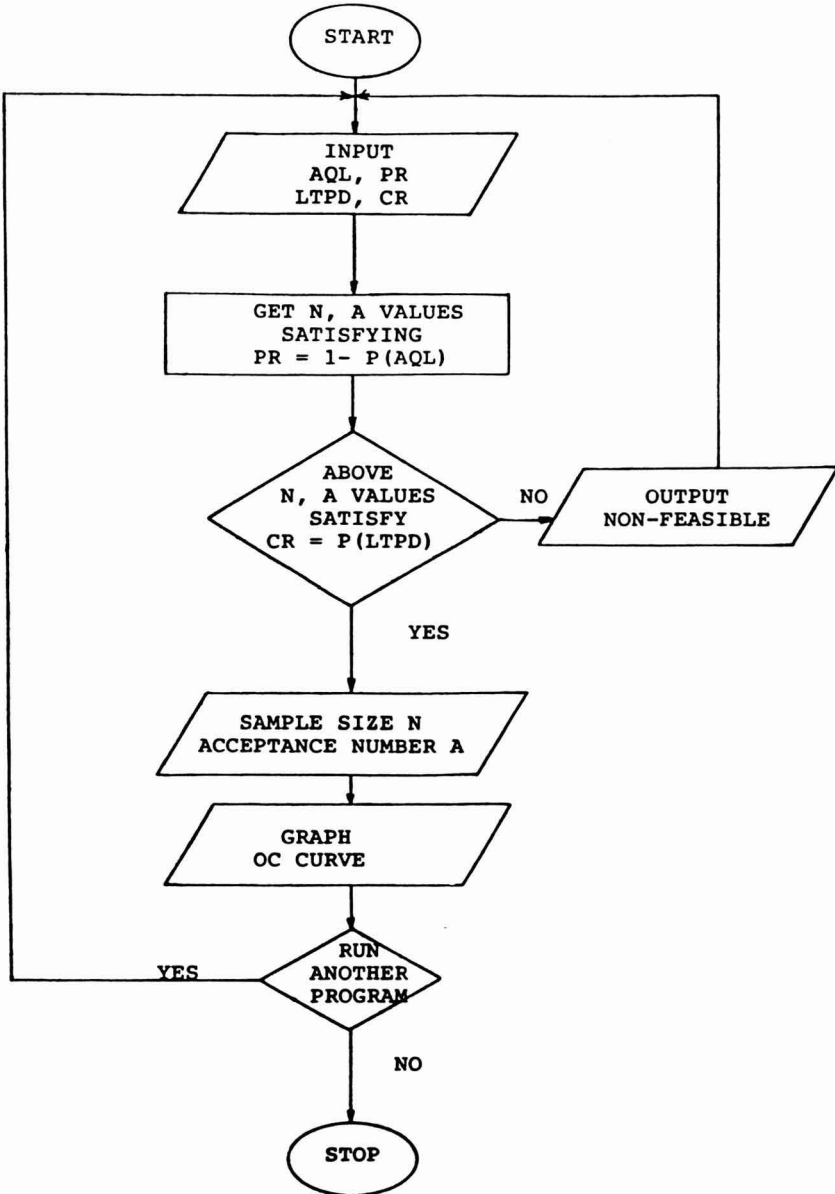 START
INPUT
AQL, PR
LTPD, CR
GET N, A VALUES
SATISFYING
PR = 1- P(AQL)
ABOVE
N, A VALUES
SATISFY
CR = P(LTPD)
NO
OUTPUT
NON-FEASIBLE
YES
SAMPLE SIZE N
ACCEPTANCE NUMBER A
GRAPH
OC CURVE
RUN
ANOTHER
PROGRAM
YES
NO
STOP